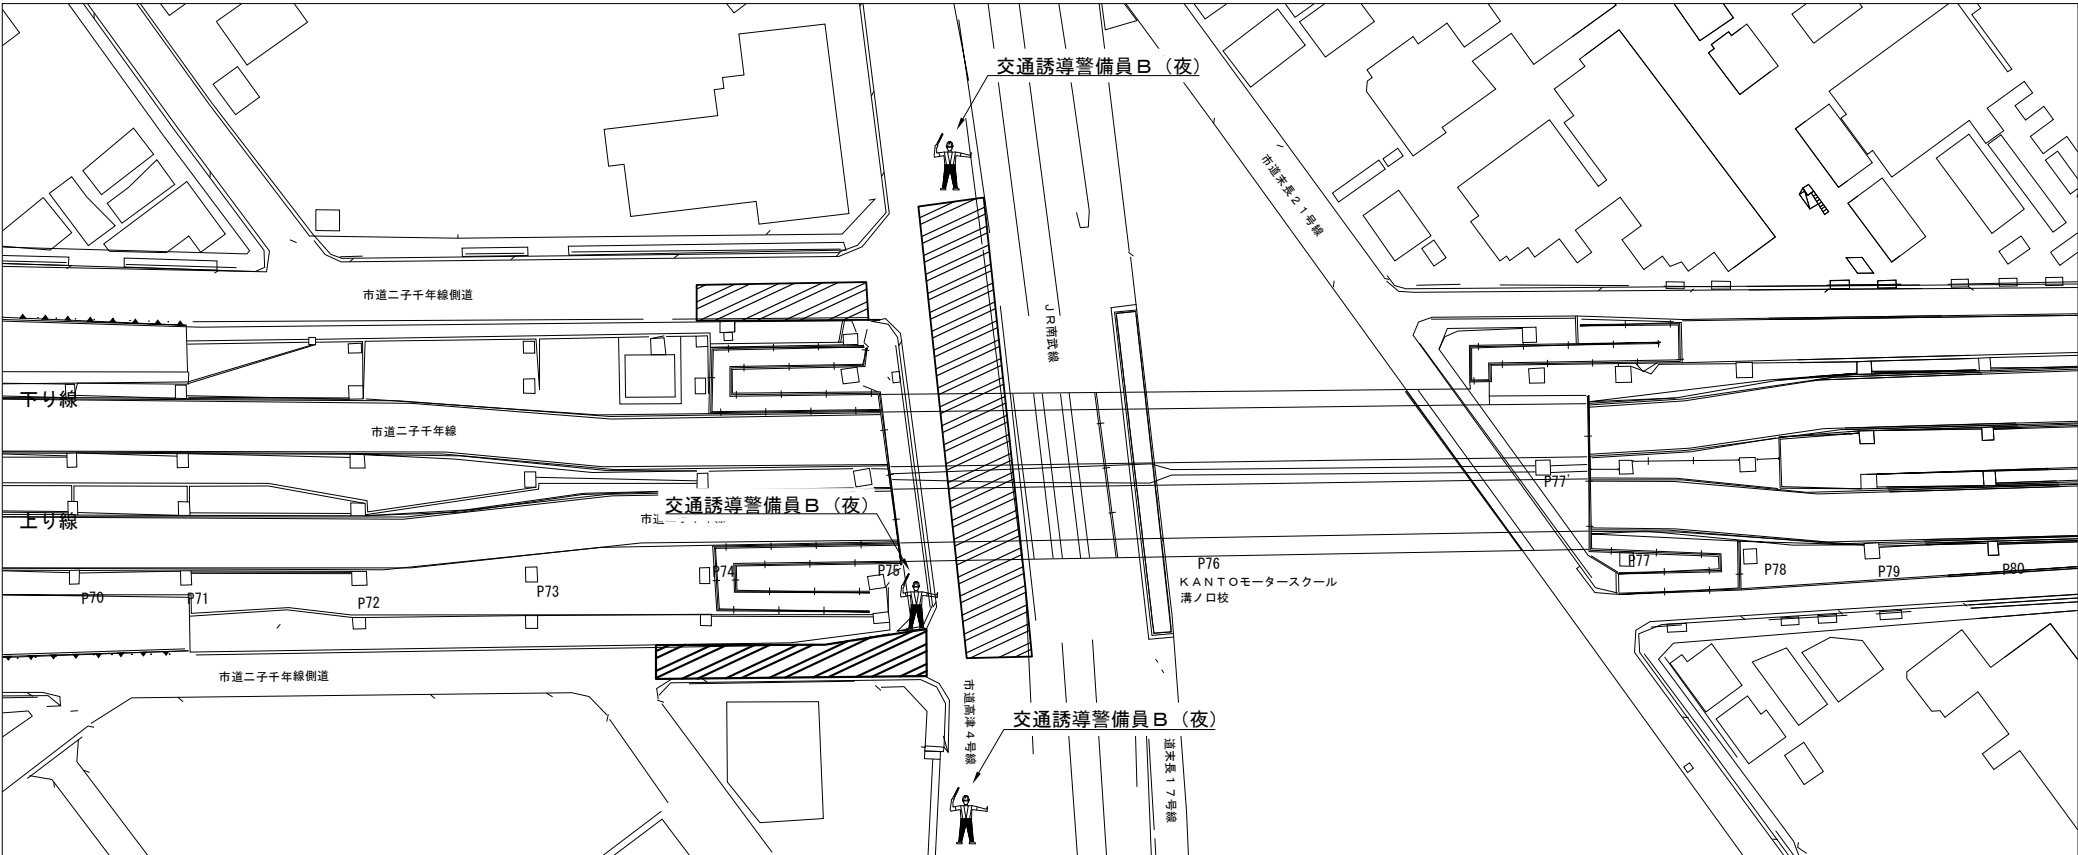 交通誘導警備員Ｂ（夜）
市道末長２１号線
市道二子千年線側道
ＪＲ南武線
下り線
市道二子千年線
P77'
交通誘導警備員Ｂ（夜）
上り線
P70
P71
P72
P73
P74
P75
P76
ＫＡＮＴＯモータースクール
溝ノ口校
P77
P78
P79
P80
市道二子千年線側道
市道高津４号線
交通誘導警備員Ｂ（夜）
道末長１７号線